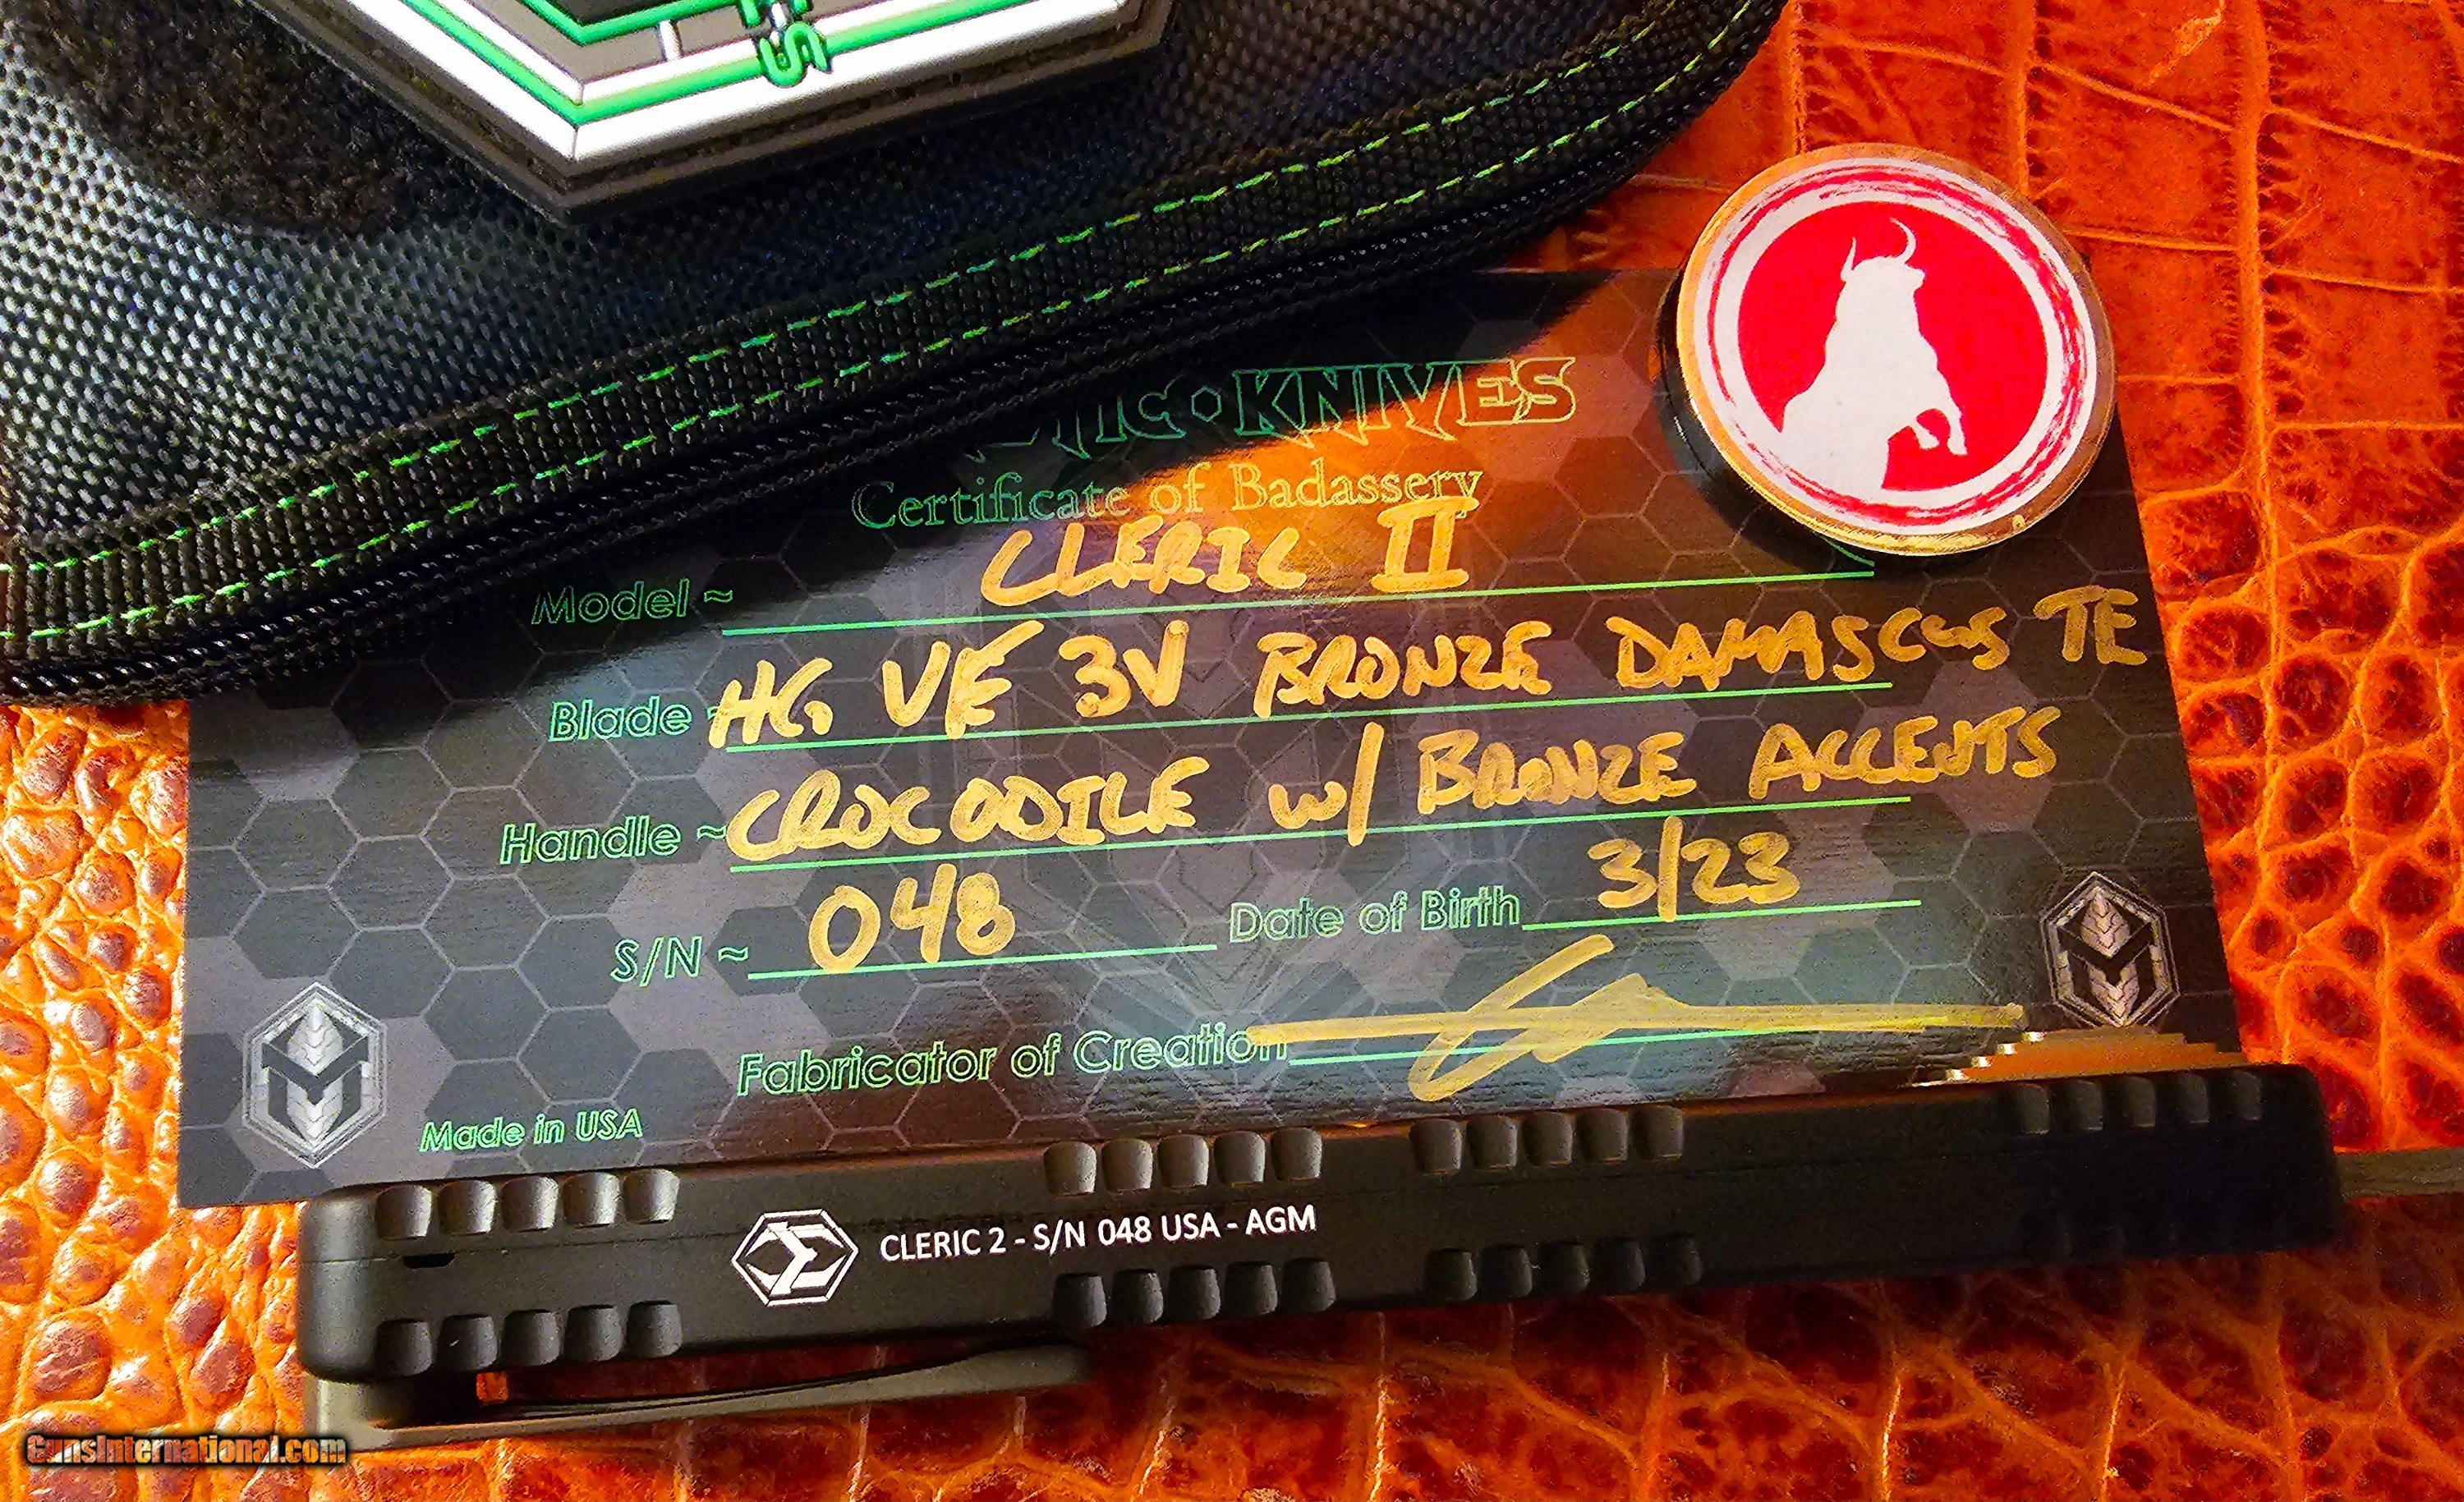 KNIVES
Certificate of Badassery
Model ~ CLERIC II
Blade ~ HG VE 3V BRONZE DAMASCUS TE
Handle ~ CROCODILE W/ BRONZE ACCENTS
S/N ~ 048 Date of Birth 3/23
Fabricator of Creation
Made in USA
CLERIC 2 - S/N 048 USA - AGM
GunsInternational.com